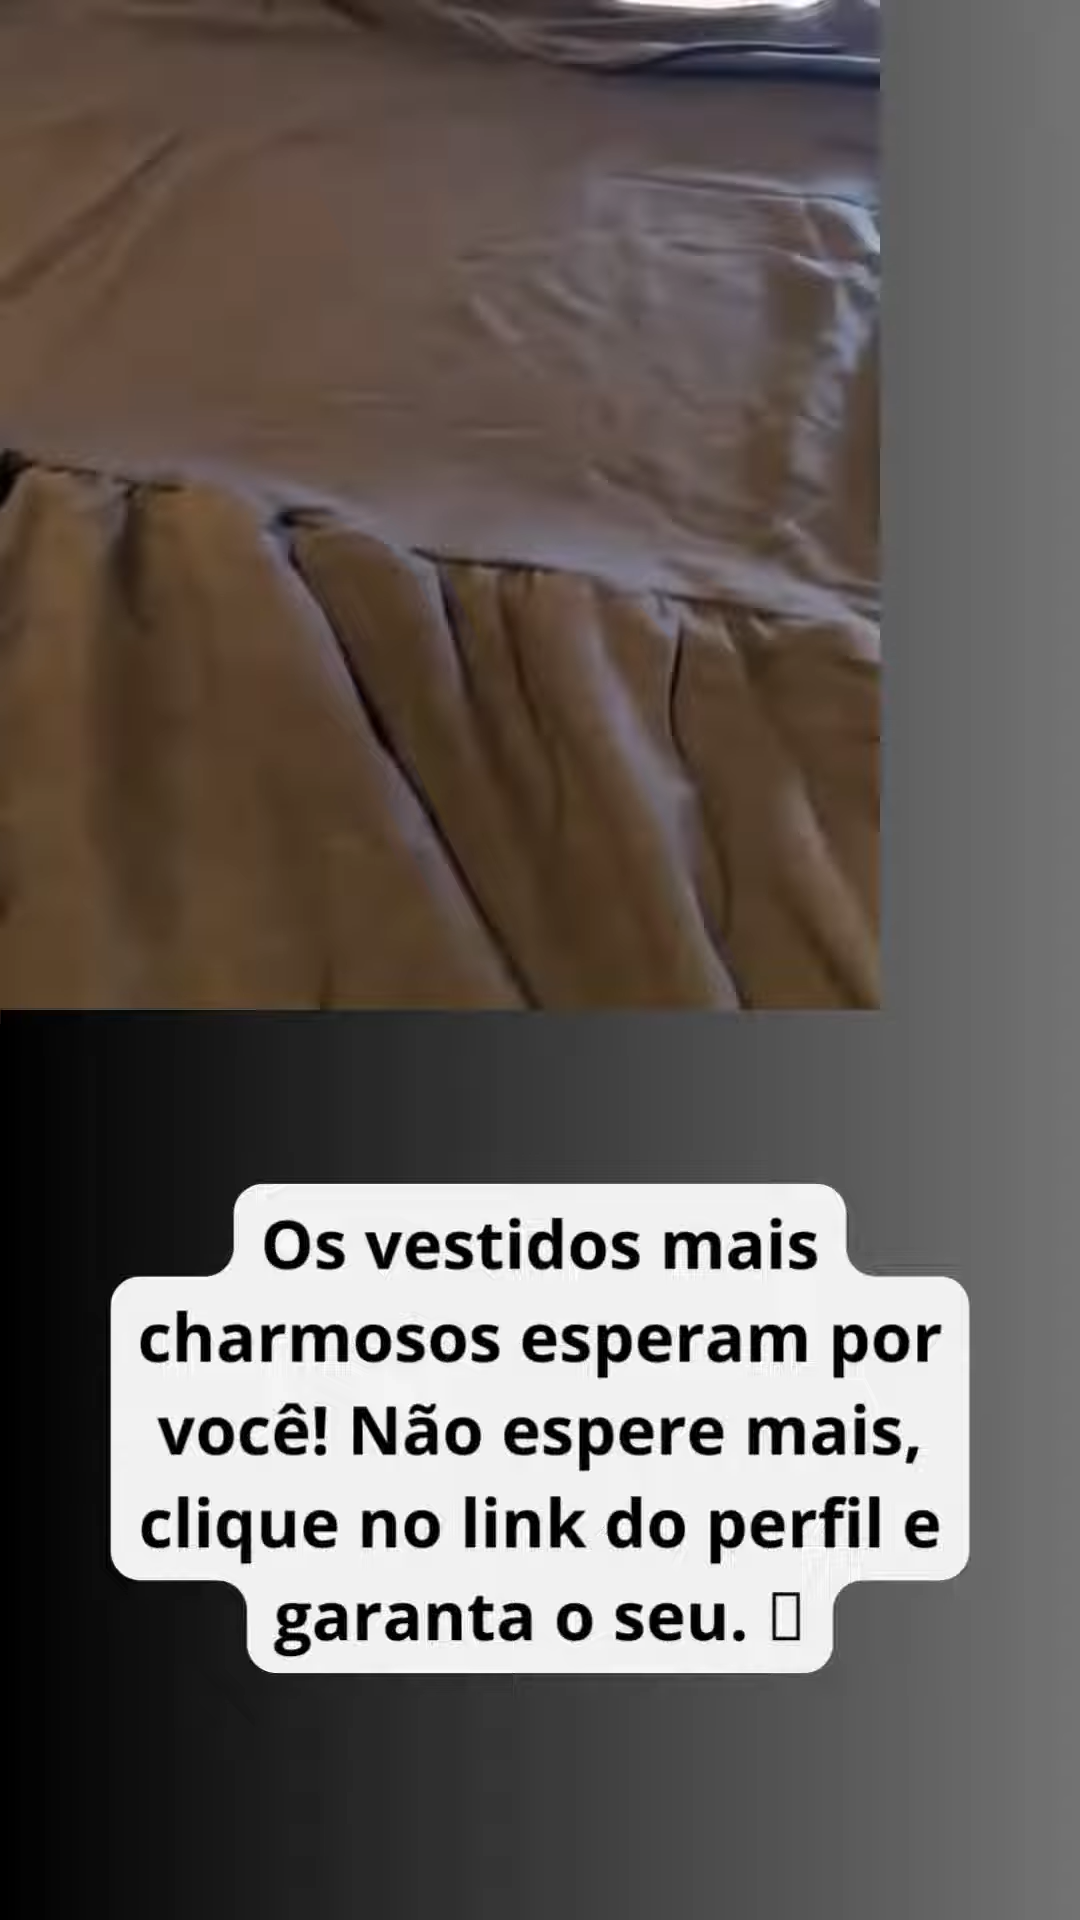 Os vestidos mais
charmosos esperam por
você! Não espere mais,
clique no link do perfil e
garanta o seu.